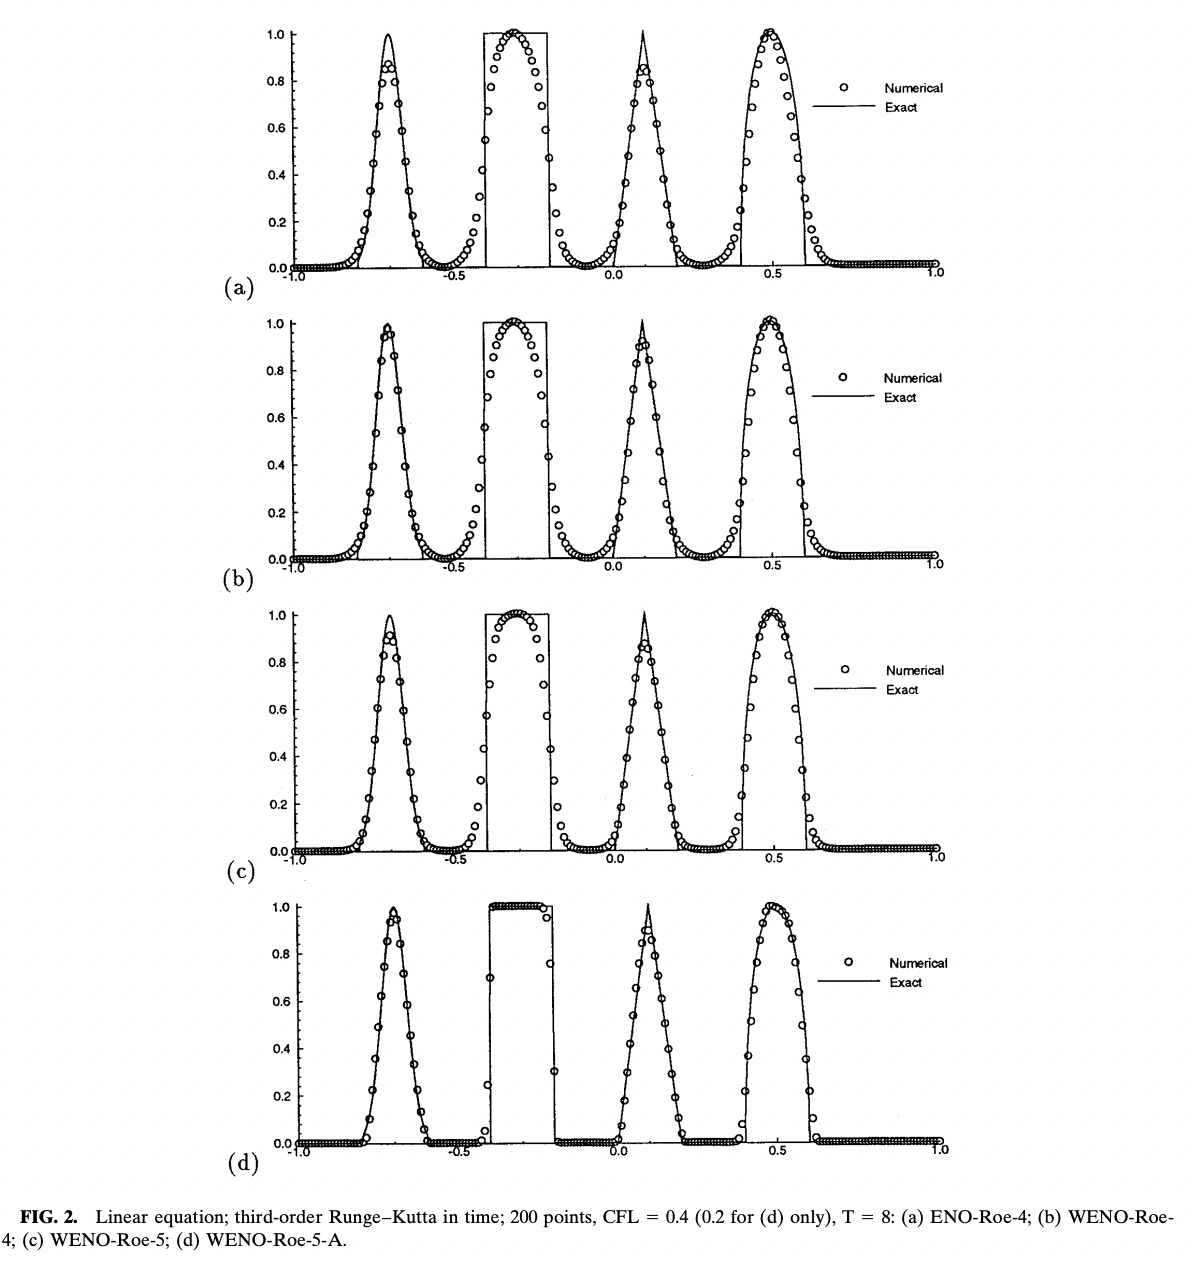 1.0
0.8
0.6
0.4
0.2
0.0
-1.0 -0.5 0.0 0.5 1.0
Numerical
Exact
(a)
1.0
0.8
0.6
0.4
0.2
0.0
-1.0 -0.5 0.0 0.5 1.0
Numerical
Exact
(b)
1.0
0.8
0.6
0.4
0.2
0.0
-1.0 -0.5 0.0 0.5 1.0
Numerical
Exact
(c)
1.0
0.8
0.6
0.4
0.2
0.0
-1.0 -0.5 0.0 0.5 1.0
Numerical
Exact
(d)
FIG. 2. Linear equation; third-order Runge–Kutta in time; 200 points, CFL = 0.4 (0.2 for (d) only), T = 8: (a) ENO-Roe-4; (b) WENO-Roe-
4; (c) WENO-Roe-5; (d) WENO-Roe-5-A.